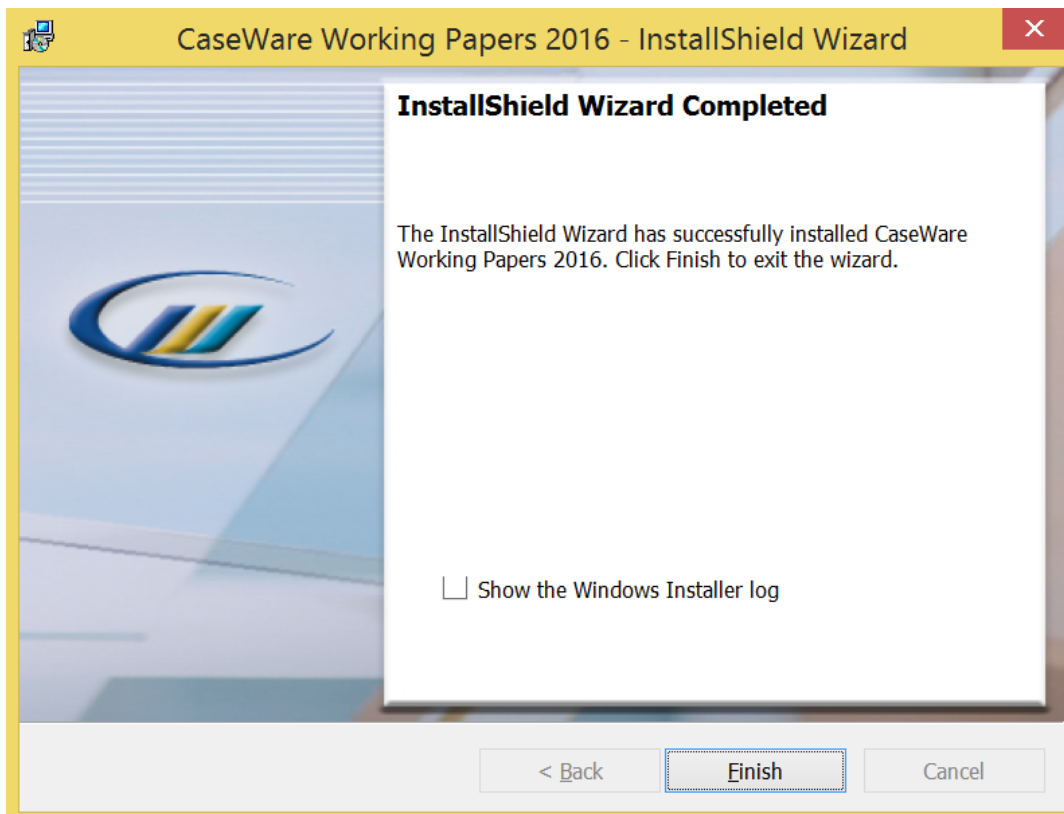 CaseWare Working Papers 2016 - InstallShield Wizard
InstallShield Wizard Completed
The InstallShield Wizard has successfully installed CaseWare
Working Papers 2016. Click Finish to exit the wizard.
Show the Windows Installer log
< Back
Finish
Cancel